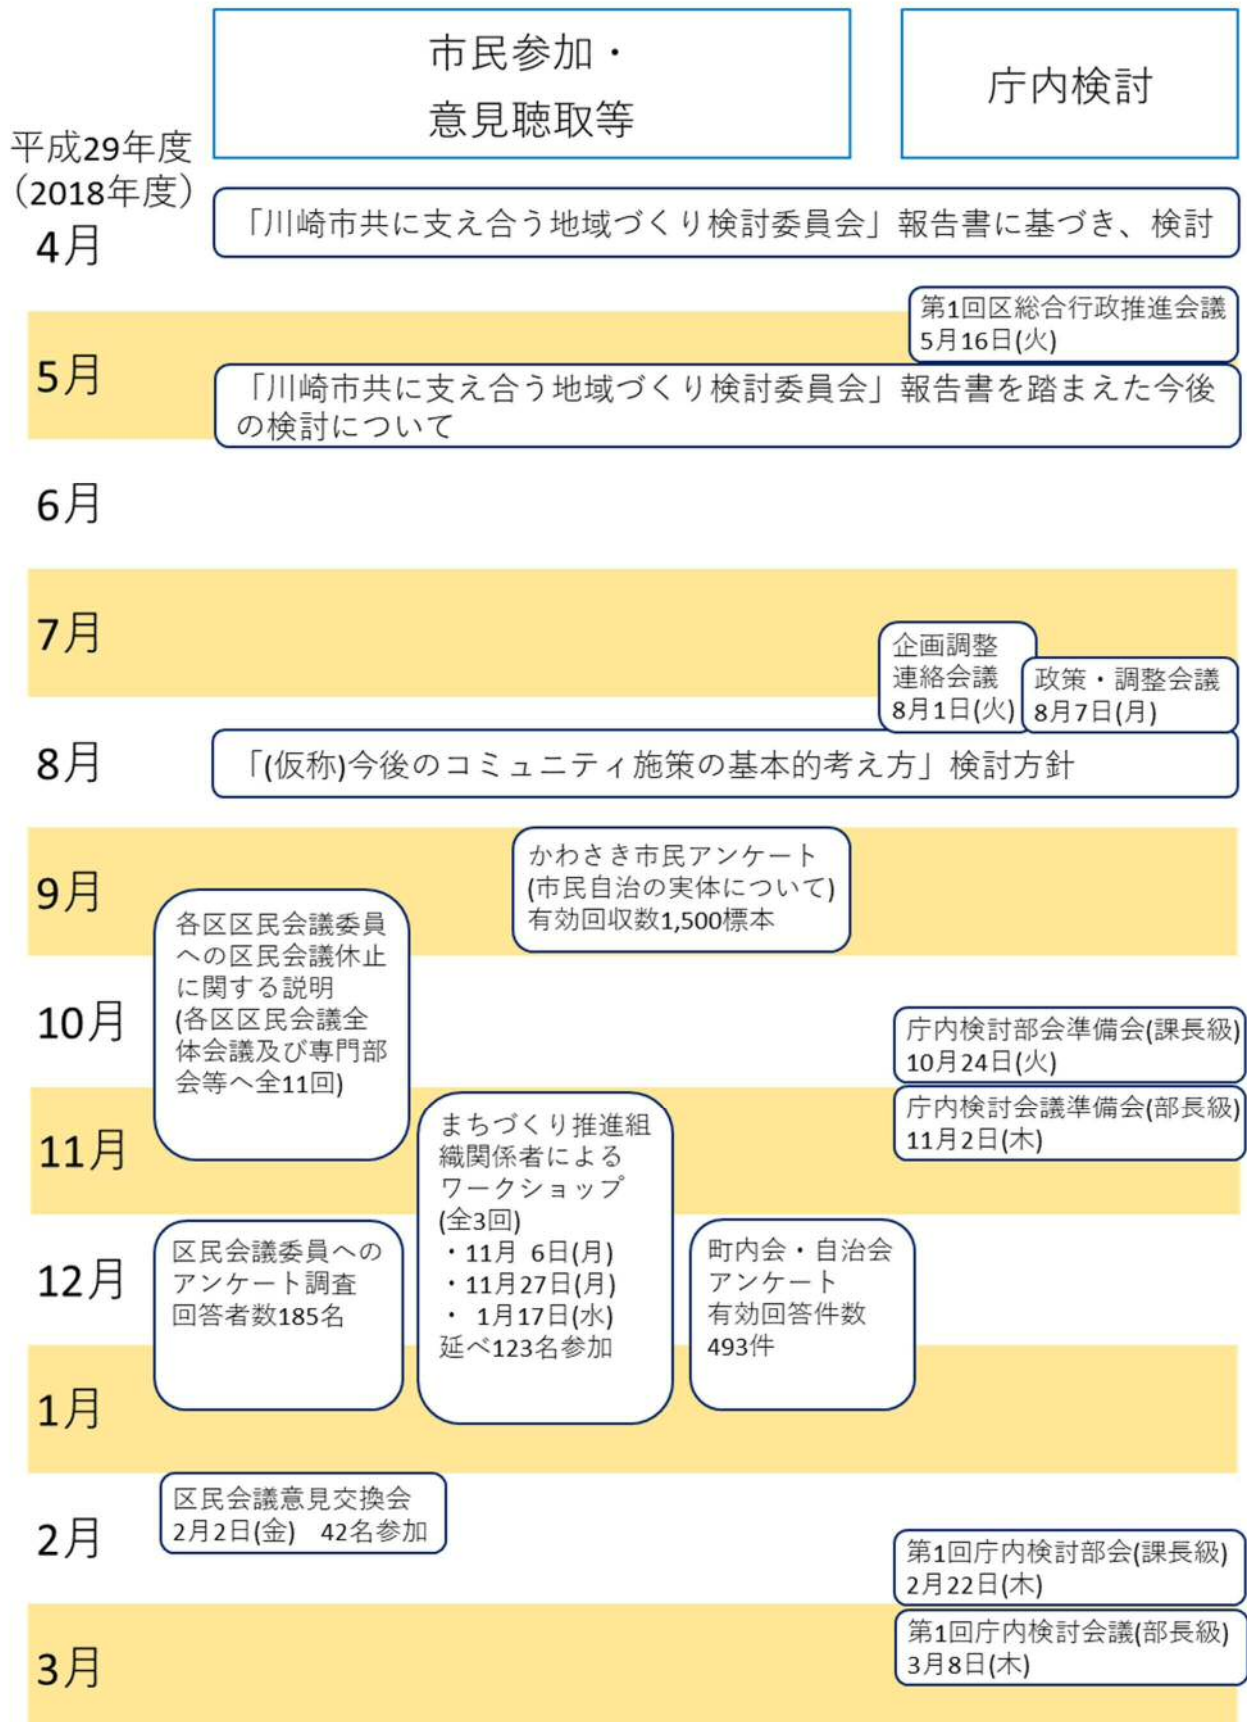 市民参加・
意見聴取等
庁内検討
平成29年度
（2018年度）
4月
「川崎市共に支え合う地域づくり検討委員会」報告書に基づき、検討
第1回区総合行政推進会議
5月16日(火)
5月
「川崎市共に支え合う地域づくり検討委員会」報告書を踏まえた今後
の検討について
6月
7月
企画調整
連絡会議
8月1日(火)
政策・調整会議
8月7日(月)
8月
「(仮称)今後のコミュニティ施策の基本的考え方」検討方針
9月
かわさき市民アンケート
(市民自治の実体について)
有効回収数1,500標本
各区区民会議委員
への区民会議休止
に関する説明
(各区区民会議全
体会議及び専門部
会等へ全11回)
10月
庁内検討部会準備会(課長級)
10月24日(火)
11月
庁内検討会議準備会(部長級)
11月2日(木)
まちづくり推進組
織関係者による
ワークショップ
(全3回)
・11月 6日(月)
・11月27日(月)
・ 1月17日(水)
延べ123名参加
12月
区民会議委員への
アンケート調査
回答者数185名
町内会・自治会
アンケート
有効回答件数
493件
1月
区民会議意見交換会
2月2日(金) 42名参加
2月
第1回庁内検討部会(課長級)
2月22日(木)
第1回庁内検討会議(部長級)
3月8日(木)
3月